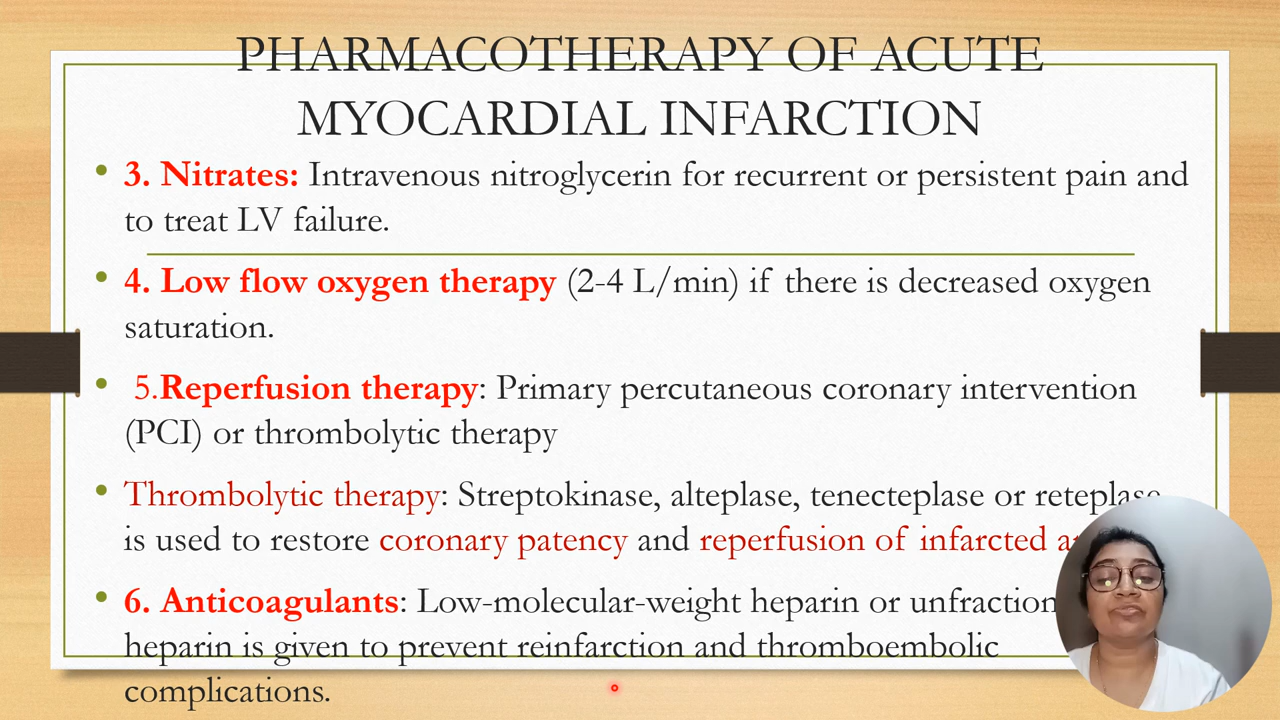 PHARMACOTHERAPY OF ACUTE
MYOCARDIAL INFARCTION
• 3. Nitrates: Intravenous nitroglycerin for recurrent or persistent pain and
to treat LV failure.
• 4. Low flow oxygen therapy (2-4 L/min) if there is decreased oxygen
saturation.
• 5.Reperfusion therapy: Primary percutaneous coronary intervention
(PCI) or thrombolytic therapy
• Thrombolytic therapy: Streptokinase, alteplase, tenecteplase or reteplase
is used to restore coronary patency and reperfusion of infarcted
• 6. Anticoagulants: Low-molecular-weight heparin or
heparin is given to prevent reinfarction and thromboembolic
complications.